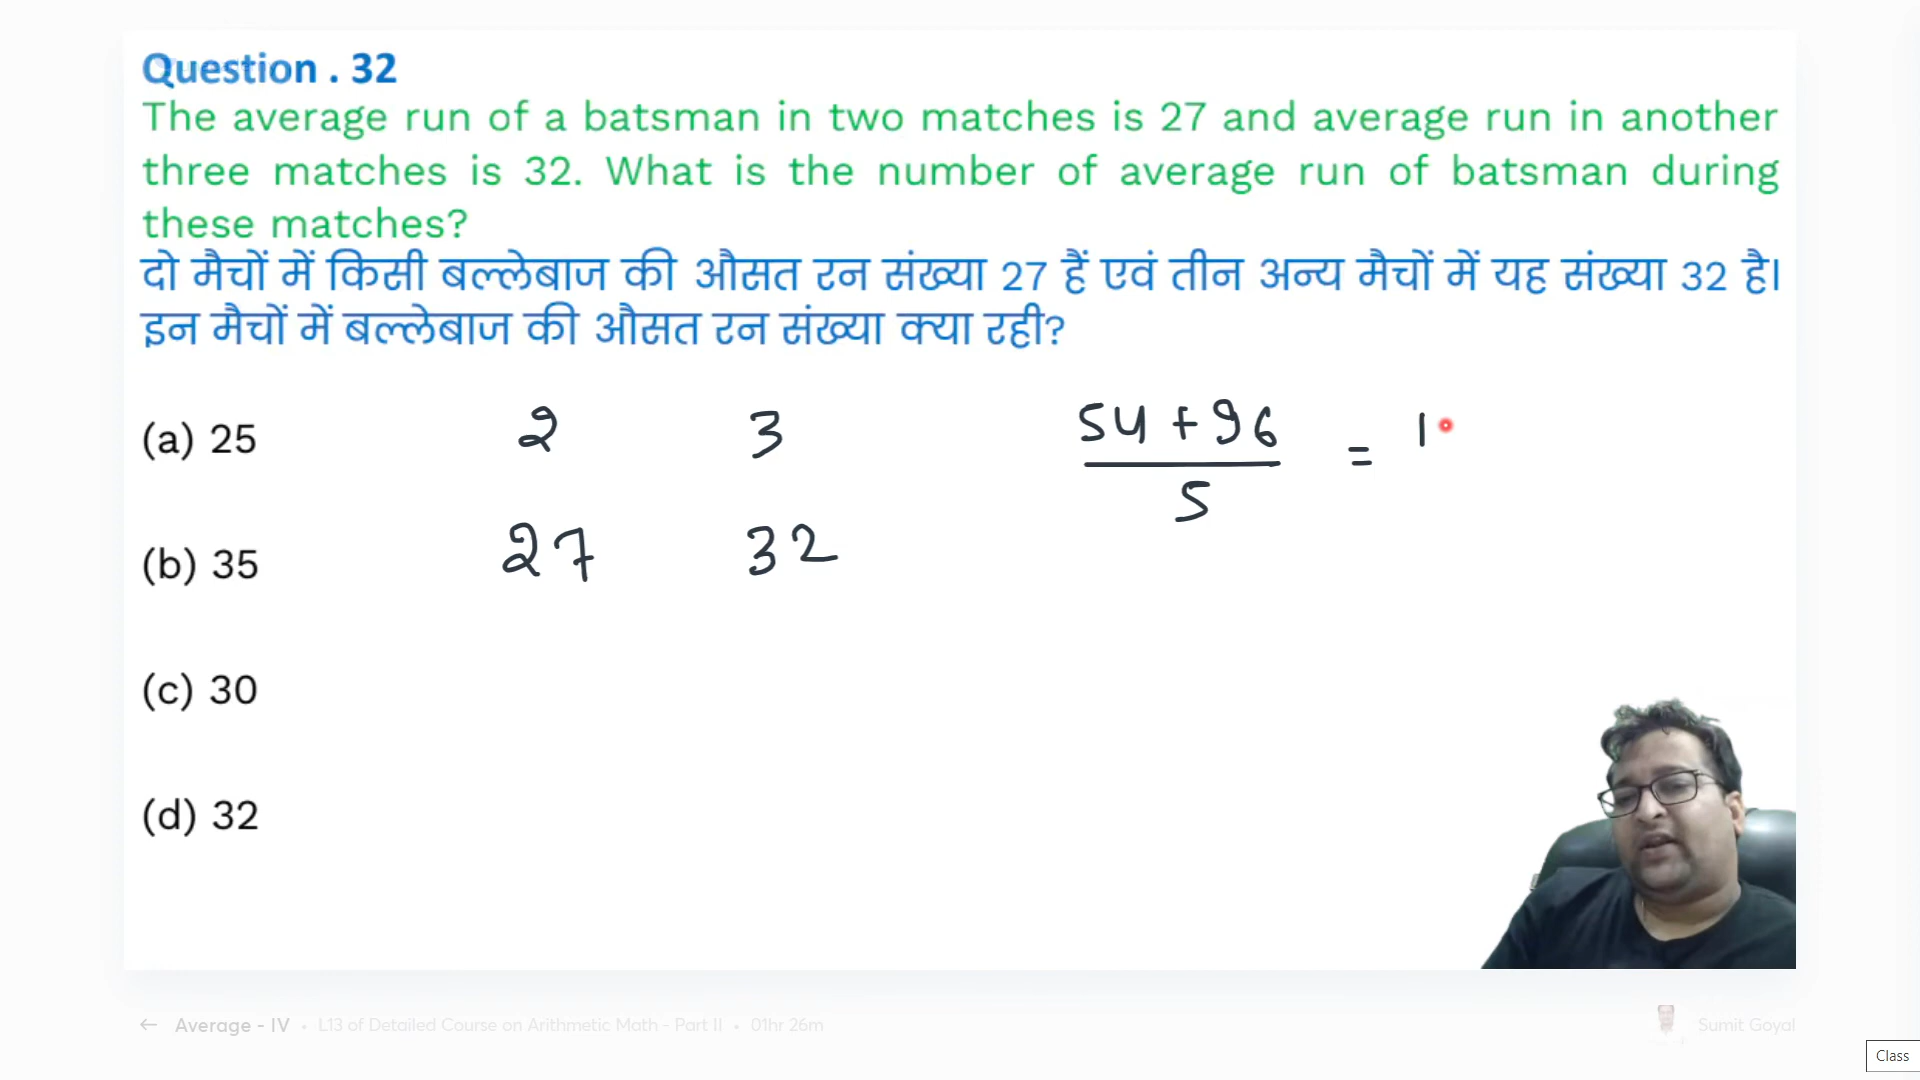 Question . 32
The average run of a batsman in two matches is 27 and average run in another
three matches is 32. What is the number of average run of batsman during
these matches?
दो मैचों में किसी बल्लेबाज की औसत रन संख्या 27 हैं एवं तीन अन्य मैचों में यह संख्या 32 है।
इन मैचों में बल्लेबाज की औसत रन संख्या क्या रही?
(a) 25
2 3
54 + 96
= 1
5
(b) 35
27 32
(c) 30
(d) 32
← Average - IV • L13 of Detailed Course on Arithmetic Math - Part II • 01hr 26m
Sumit Goyal
Class